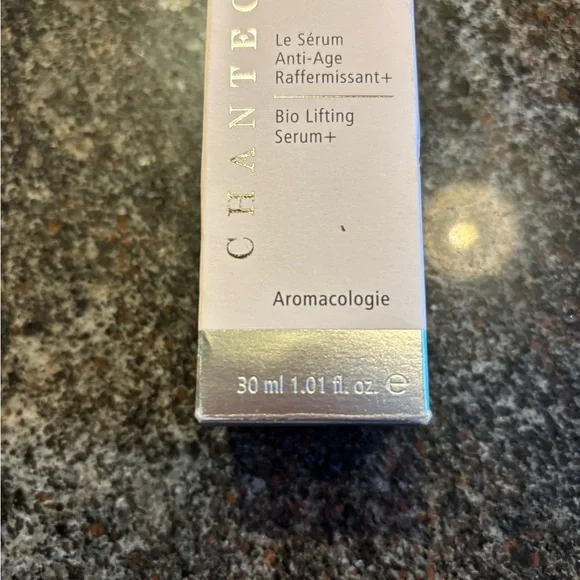 CHANTEC
Le Sérum
Anti-Age
Raffermissant+
Bio Lifting
Serum+
Aromacologie
30 ml 1.01 fl. oz. ℮